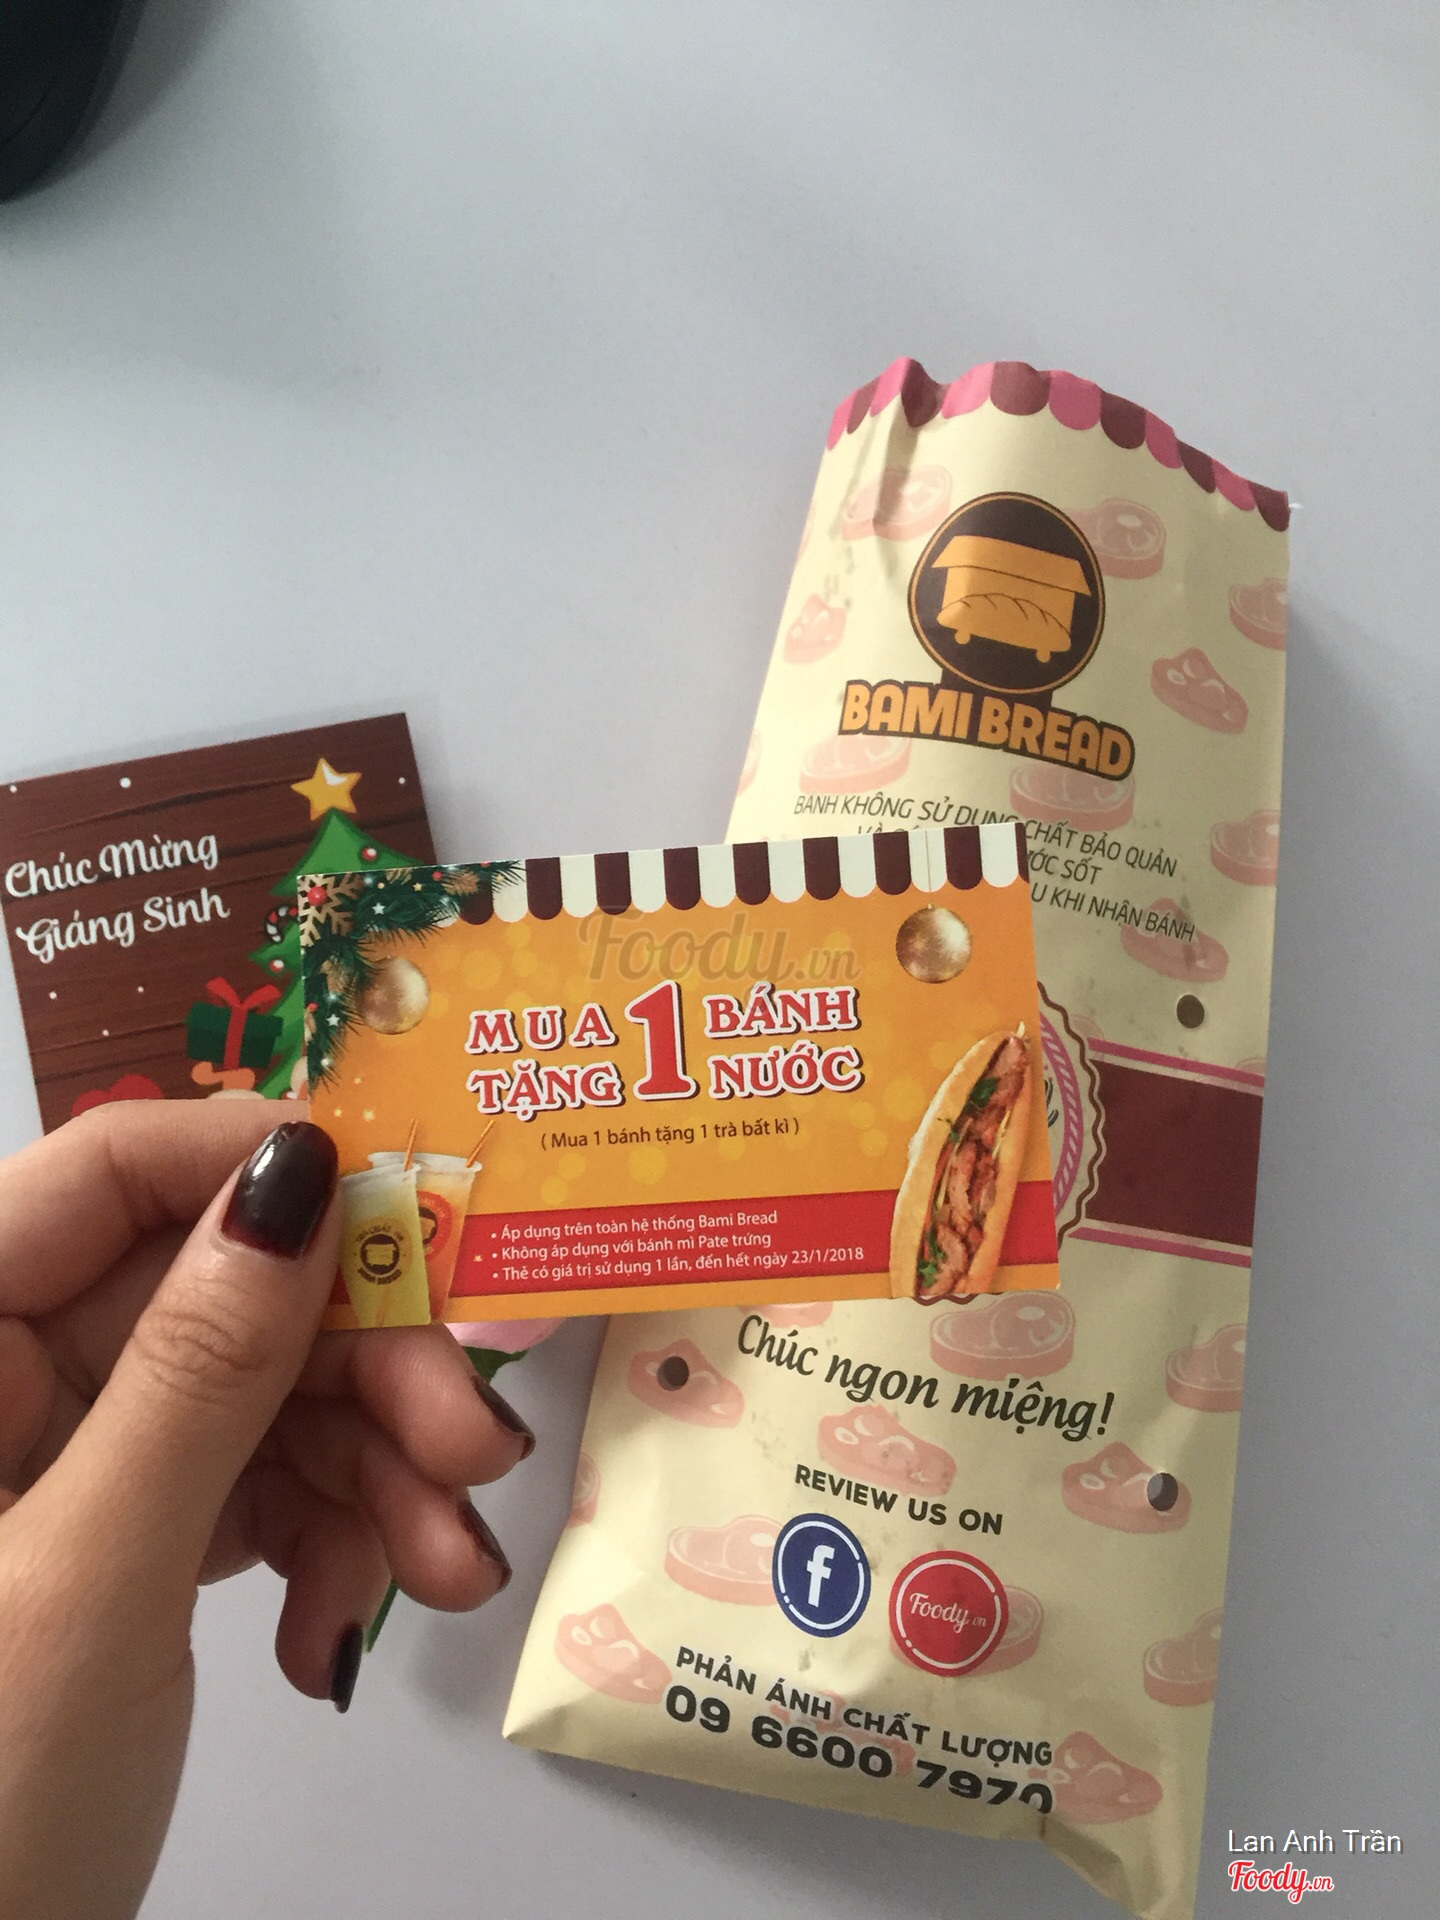 BAMI BREAD
BÁNH KHÔNG SỬ DỤNG CHẤT BẢO QUẢN
VÀ
SỐT
KHI NHẬN BÁNH
Chúc Mừng
Giáng Sinh
Foody.vn
MUA 1 BÁNH
TẶNG 1 NƯỚC
( Mua 1 bánh tặng 1 trà bất kì )
• Áp dụng trên toàn hệ thống Bami Bread
• Không áp dụng với bánh mì Pate trứng
• Thẻ có giá trị sử dụng 1 lần, đến hết ngày 23/1/2018
Chúc ngon miệng!
REVIEW US ON
f
Foody.vn
PHẢN ÁNH CHẤT LƯỢNG
09 6600 7970
Lan Anh Trần
Foody.vn